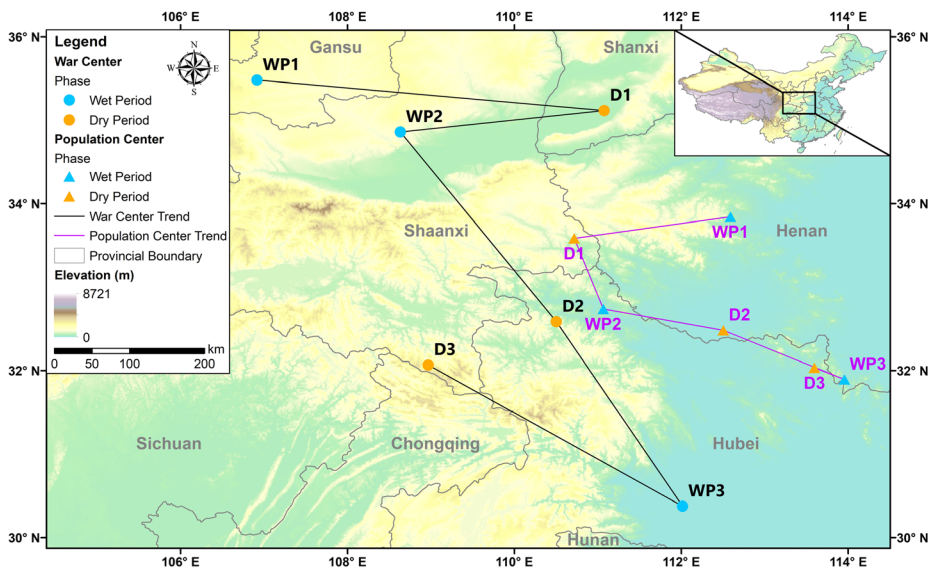 106° E
108° E
110° E
112° E
114° E
36° N
36° N
34° N
34° N
32° N
32° N
30° N
30° N
106° E
108° E
110° E
112° E
114° E
Legend
War Center
Phase
Wet Period
Dry Period
Population Center
Phase
Wet Period
Dry Period
War Center Trend
Population Center Trend
Provincial Boundary
Elevation (m)
8721
0
km
0 50 100 200
N
W E
S
Gansu
Shanxi
WP1
D1
WP2
Shaanxi
WP1
Henan
D1
D2
WP2
D2
D3
WP3
D3
Sichuan
Chongqing
Hubei
WP3
Hunan